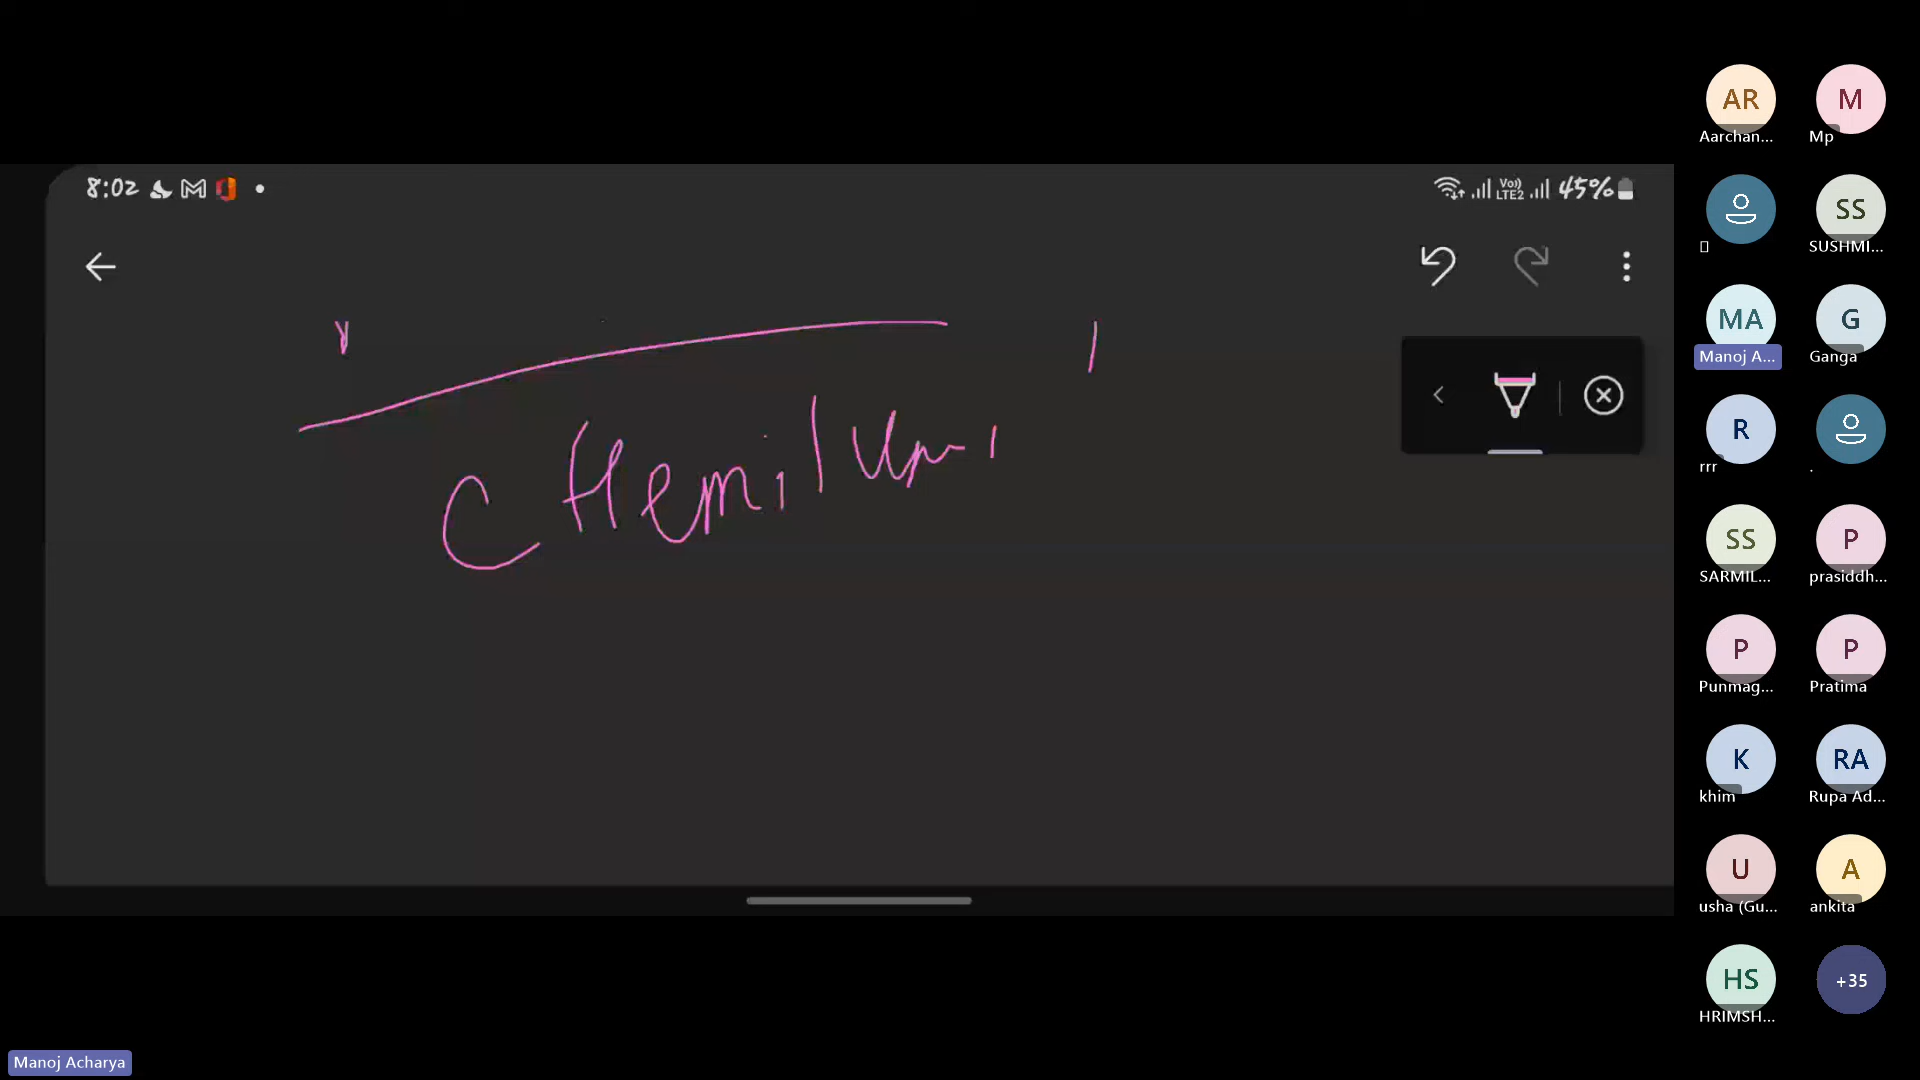 AR M
Aarchan... Mp
8:02 45%
SS
SUSHMI...
MA G
Manoj A... Ganga
R
rrr .
C
SS P
SARMIL... prasiddh...
P P
Punmag... Pratima
K RA
khim Rupa Ad...
U A
usha (Gu... ankita
HS +35
HRIMSH...
Manoj Acharya